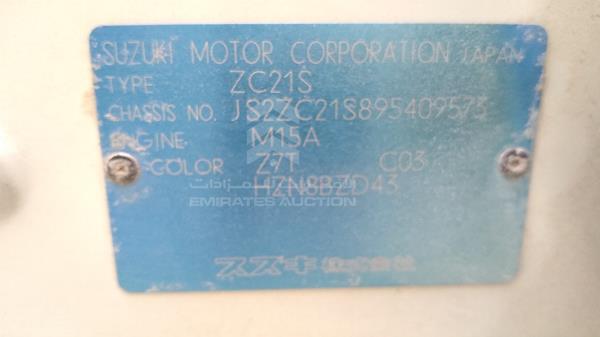 SUZUKI MOTOR CORPORATION JAPAN
TYPE ZC21S
CHASSIS NO. JS2ZC21S895409573
ENGINE M15A
COLOR Z7T C03
HZN8BZD43
الإمارات للمزادات
EMIRATES AUCTION
スズキ株式会社